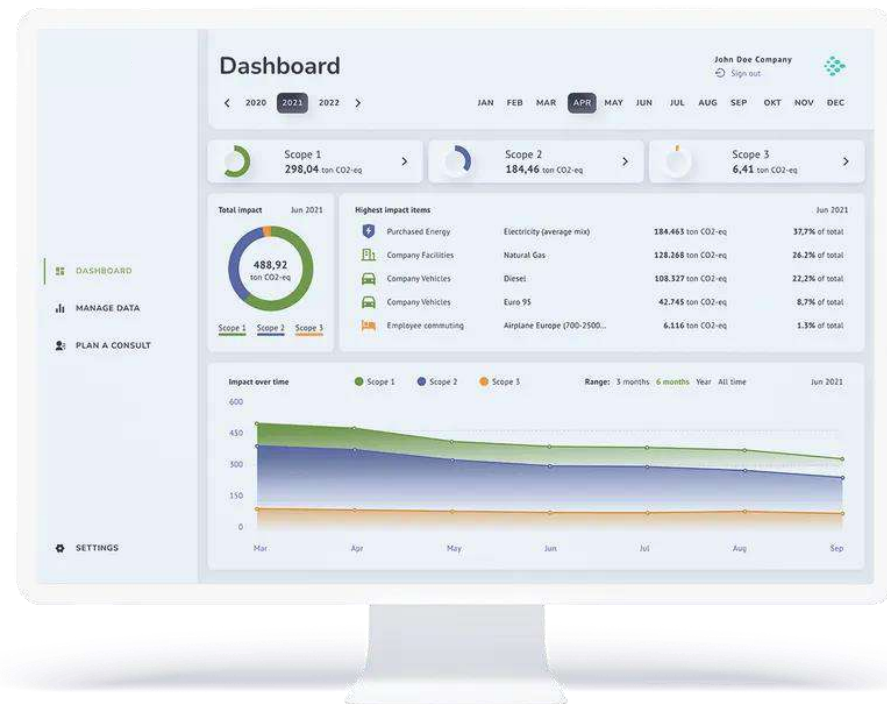 Dashboard
John Doe Company
Sign out
2020 2021 2022
JAN FEB MAR APR MAY JUN JUL AUG SEP OKT NOV DEC
Scope 1
298,04 ton CO2-eq
Scope 2
184,46 ton CO2-eq
Scope 3
6,41 ton CO2-eq
Total impact Jun 2021
488,92
ton CO2-eq
Scope 1 Scope 2 Scope 3
Highest impact items Jun 2021
Purchased Energy Electricity (average mix) 184.463 ton CO2-eq 37,7% of total
Company Facilities Natural Gas 128.268 ton CO2-eq 26.2% of total
Company Vehicles Diesel 108.327 ton CO2-eq 22,2% of total
Company Vehicles Euro 95 42.745 ton CO2-eq 8,7% of total
Employee commuting Airplane Europe (700-2500... 6.116 ton CO2-eq 1.3% of total
DASHBOARD
MANAGE DATA
PLAN A CONSULT
SETTINGS
Impact over time Scope 1 Scope 2 Scope 3 Range: 3 months 6 months Year All time Jun 2021
600
450
300
150
0
Mar Apr May Jun Jul Aug Sep